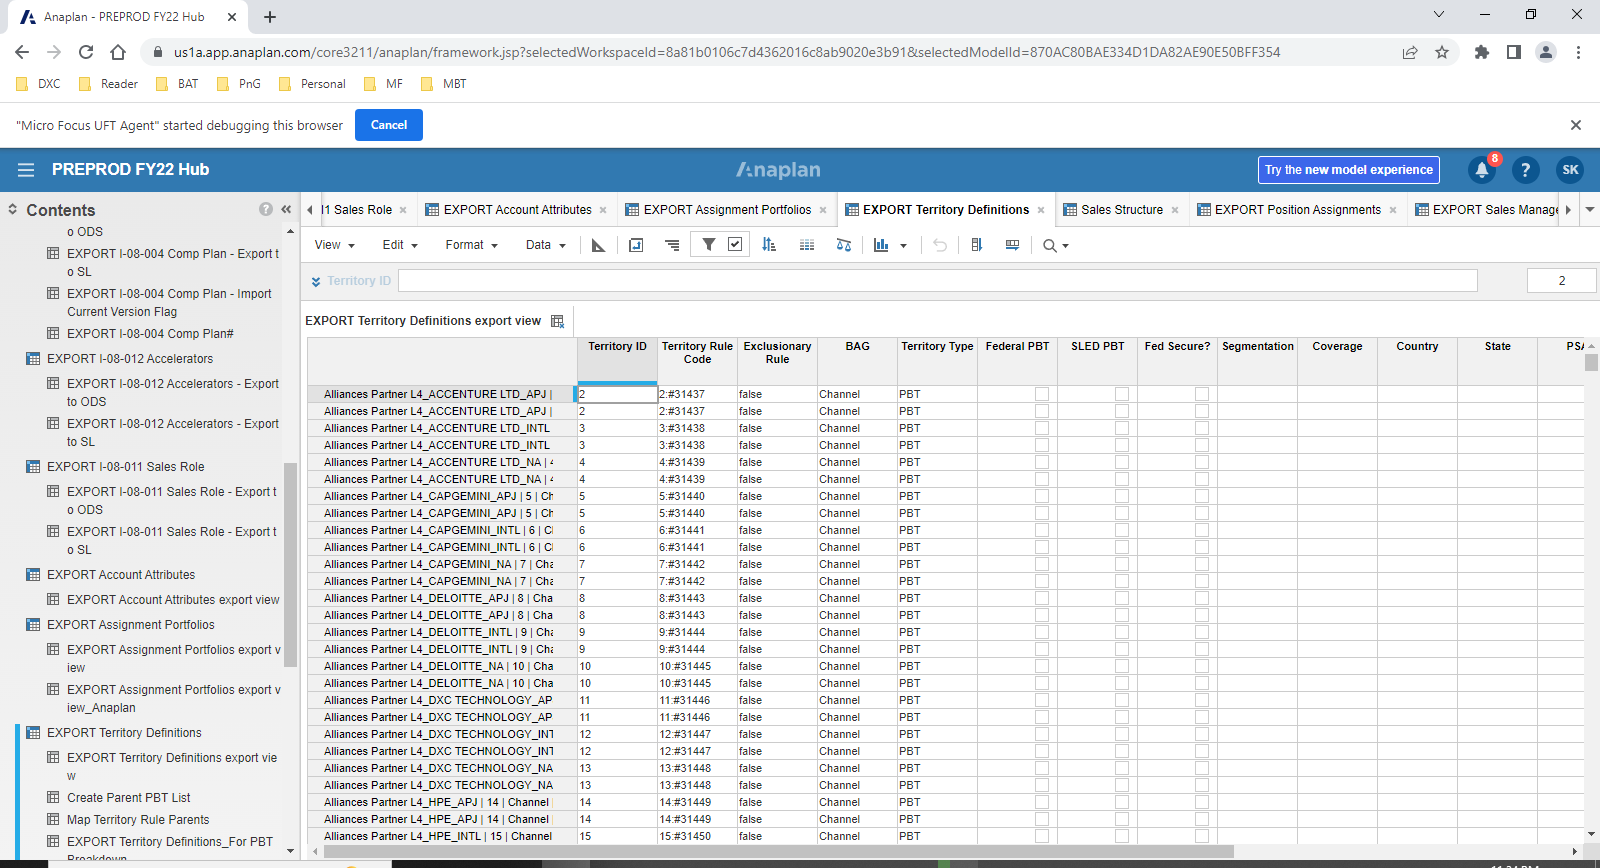 Anaplan - PREPROD FY22 Hub
us1a.app.anaplan.com/core3211/anaplan/framework.jsp?selectedWorkspaceId=8a81b0106c7d4362016c8ab9020e3b91&selectedModelId=870AC80BAE334D1DA82AE90E50BFF354
DXC Reader BAT PnG Personal MF MBT
"Micro Focus UFT Agent" started debugging this browser Cancel
PREPROD FY22 Hub Anaplan Try the new model experience 8 ? SK
Contents ?
o ODS
EXPORT I-08-004 Comp Plan - Export t
o SL
EXPORT I-08-004 Comp Plan - Import
Current Version Flag
EXPORT I-08-004 Comp Plan#
EXPORT I-08-012 Accelerators
EXPORT I-08-012 Accelerators - Export
to ODS
EXPORT I-08-012 Accelerators - Export
to SL
EXPORT I-08-011 Sales Role
EXPORT I-08-011 Sales Role - Export t
o ODS
EXPORT I-08-011 Sales Role - Export t
o SL
EXPORT Account Attributes
EXPORT Account Attributes export view
EXPORT Assignment Portfolios
EXPORT Assignment Portfolios export v
iew
EXPORT Assignment Portfolios export v
iew_Anaplan
EXPORT Territory Definitions
EXPORT Territory Definitions export vie
w
Create Parent PBT List
Map Territory Rule Parents
EXPORT Territory Definitions_For PBT
Breakdown
I1 Sales Role EXPORT Account Attributes EXPORT Assignment Portfolios EXPORT Territory Definitions Sales Structure EXPORT Position Assignments EXPORT Sales Manage
View Edit Format Data
Territory ID 2
EXPORT Territory Definitions export view
Territory ID Territory Rule Code Exclusionary Rule BAG Territory Type Federal PBT SLED PBT Fed Secure? Segmentation Coverage Country State PSA
Alliances Partner L4_ACCENTURE LTD_APJ | 2 2:#31437 false Channel PBT
Alliances Partner L4_ACCENTURE LTD_APJ | 2 2:#31437 false Channel PBT
Alliances Partner L4_ACCENTURE LTD_INTL 3 3:#31438 false Channel PBT
Alliances Partner L4_ACCENTURE LTD_INTL 3 3:#31438 false Channel PBT
Alliances Partner L4_ACCENTURE LTD_NA | 4 4 4:#31439 false Channel PBT
Alliances Partner L4_ACCENTURE LTD_NA | 4 4 4:#31439 false Channel PBT
Alliances Partner L4_CAPGEMINI_APJ | 5 | Ch 5 5:#31440 false Channel PBT
Alliances Partner L4_CAPGEMINI_APJ | 5 | Ch 5 5:#31440 false Channel PBT
Alliances Partner L4_CAPGEMINI_INTL | 6 | Cl 6 6:#31441 false Channel PBT
Alliances Partner L4_CAPGEMINI_INTL | 6 | Cl 6 6:#31441 false Channel PBT
Alliances Partner L4_CAPGEMINI_NA | 7 | Cha 7 7:#31442 false Channel PBT
Alliances Partner L4_CAPGEMINI_NA | 7 | Cha 7 7:#31442 false Channel PBT
Alliances Partner L4_DELOITTE_APJ | 8 | Cha 8 8:#31443 false Channel PBT
Alliances Partner L4_DELOITTE_APJ | 8 | Cha 8 8:#31443 false Channel PBT
Alliances Partner L4_DELOITTE_INTL | 9 | Cha 9 9:#31444 false Channel PBT
Alliances Partner L4_DELOITTE_INTL | 9 | Cha 9 9:#31444 false Channel PBT
Alliances Partner L4_DELOITTE_NA | 10 | Cha 10 10:#31445 false Channel PBT
Alliances Partner L4_DELOITTE_NA | 10 | Cha 10 10:#31445 false Channel PBT
Alliances Partner L4_DXC TECHNOLOGY_AP 11 11:#31446 false Channel PBT
Alliances Partner L4_DXC TECHNOLOGY_AP 11 11:#31446 false Channel PBT
Alliances Partner L4_DXC TECHNOLOGY_INT 12 12:#31447 false Channel PBT
Alliances Partner L4_DXC TECHNOLOGY_INT 12 12:#31447 false Channel PBT
Alliances Partner L4_DXC TECHNOLOGY_NA 13 13:#31448 false Channel PBT
Alliances Partner L4_DXC TECHNOLOGY_NA 13 13:#31448 false Channel PBT
Alliances Partner L4_HPE_APJ | 14 | Channel | 14 14:#31449 false Channel PBT
Alliances Partner L4_HPE_APJ | 14 | Channel | 14 14:#31449 false Channel PBT
Alliances Partner L4_HPE_INTL | 15 | Channel 15 15:#31450 false Channel PBT